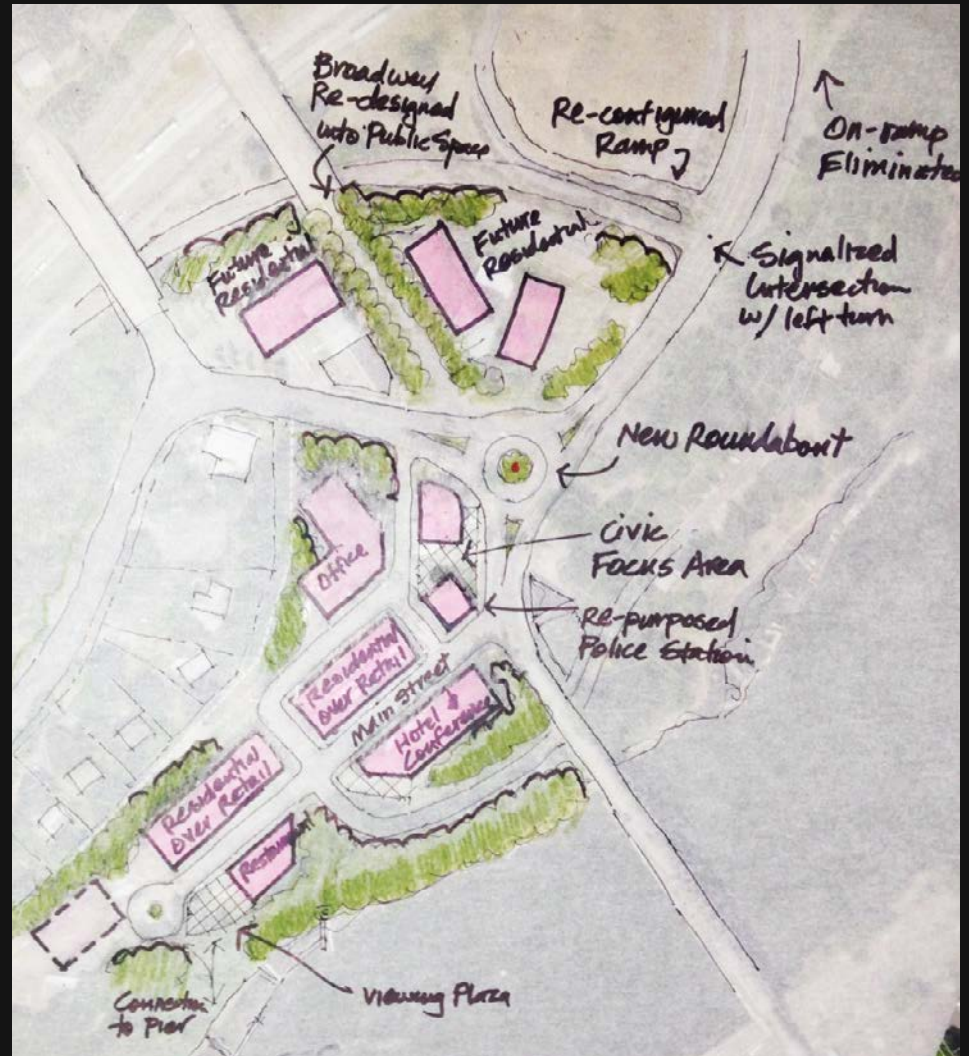 Broadway
Re-designed
into Public Space
Re-configured
Ramp
On-ramp
Eliminated
Future
Residential
Future
Residential
Signalized
Intersection
w/ left turn
New Roundabout
Office
Civic
Focus Area
Re-purposed
Police Station
Residential
over Retail
Main Street
Hotel &
Conference
Residential
over Retail
Restaurant
Connection
to Pier
Viewing Plaza